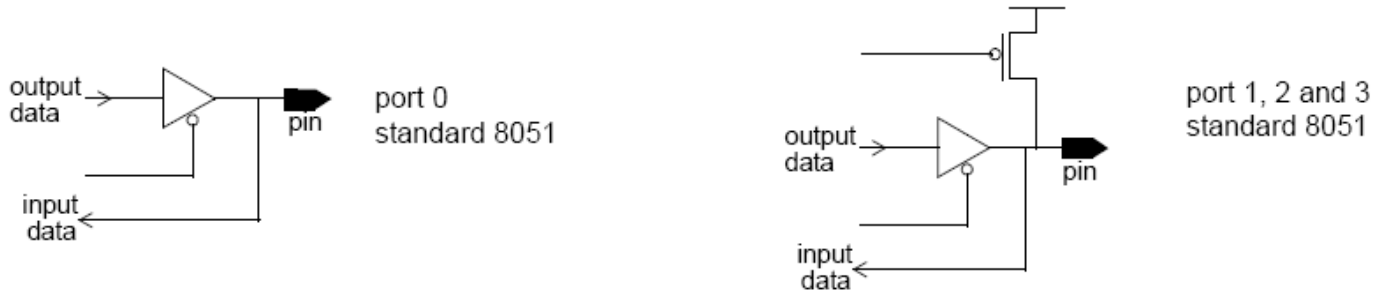 output
data
pin
input
data
port 0
standard 8051
output
data
pin
input
data
port 1, 2 and 3
standard 8051